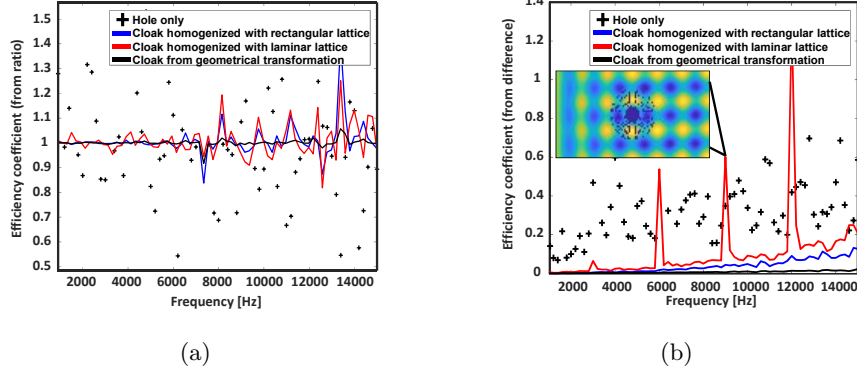 1.5
1.4
1.3
1.2
1.1
1
0.9
0.8
0.7
0.6
0.5
Efficiency coefficient (from ratio)
Hole only
Cloak homogenized with rectangular lattice
Cloak homogenized with laminar lattice
Cloak from geometrical transformation
2000 4000 6000 8000 10000 12000 14000
Frequency [Hz]
(a)
1.4
1.2
1
0.8
0.6
0.4
0.2
0
Efficiency coefficient (from difference)
Hole only
Cloak homogenized with rectangular lattice
Cloak homogenized with laminar lattice
Cloak from geometrical transformation
2000 4000 6000 8000 10000 12000 14000
Frequency [Hz]
(b)